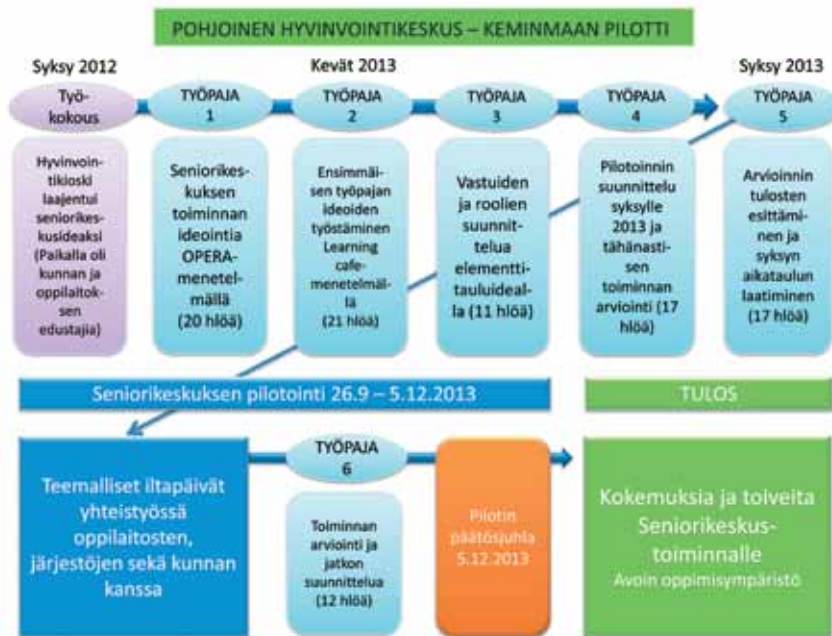 POHJOINEN HYVINVOINTIKESKUS – KEMINMAAN PILOTTI
Syksy 2012
Kevät 2013
Syksy 2013
Työ-
kokous
TYÖPAJA
1
TYÖPAJA
2
TYÖPAJA
3
TYÖPAJA
4
TYÖPAJA
5
Hyvinvoin-
tikioski
laajentui
seniorikes-
kusideaksi
(Paikalla oli
kunnan ja
oppilaitok-
sen
edustajia)
Seniorikes-
kuksen
toiminnan
ideointia
OPERA-
menetel-
mällä
(20 hlöä)
Ensimmäi-
sen työpajan
ideoiden
työstäminen
Learning
cafe-
menetelmäl-
lä
(21 hlöä)
Vastuiden
ja roolien
suunnit-
telua
elementti-
tauluideal-
la (11 hlöä)
Pilotoinnin
suunnittelu
syksylle
2013 ja
tähänasti-
sen
toiminnan
arviointi (17
hlöä)
Arvioinnin
tulosten
esittämi-
nen ja
syksyn
aikataulun
laatiminen
(17 hlöä)
Seniorikeskuksen pilotointi 26.9 – 5.12.2013
TULOS
Teemalliset iltapäivät
yhteistyössä
oppilaitosten,
järjestöjen sekä kunnan
kanssa
TYÖPAJA
6
Toiminnan
arviointi ja
jatkon
suunnittelua
(12 hlöä)
Pilotin
päätösjuhla
5.12.2013
Kokemuksia ja toiveita
Seniorikeskus-
toiminnalle
Avoin oppimisympäristö